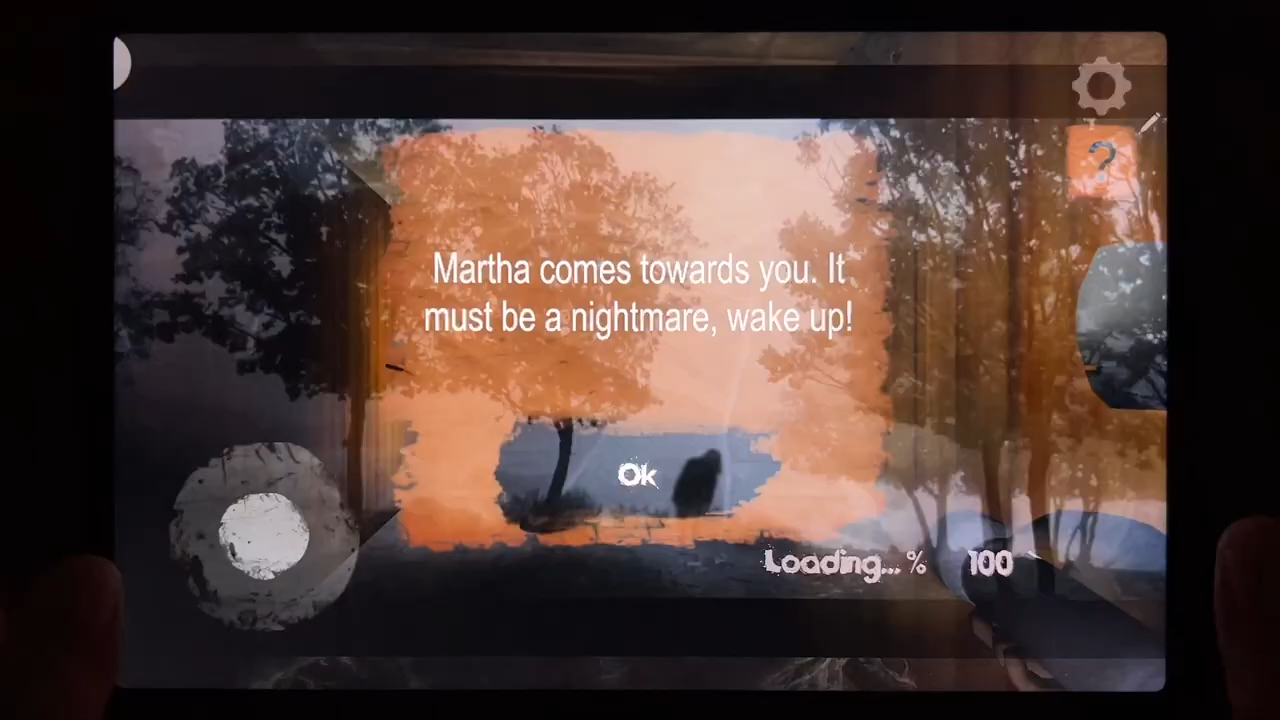 ?
Martha comes towards you. It
must be a nightmare, wake up!
Ok
Loading... % 100